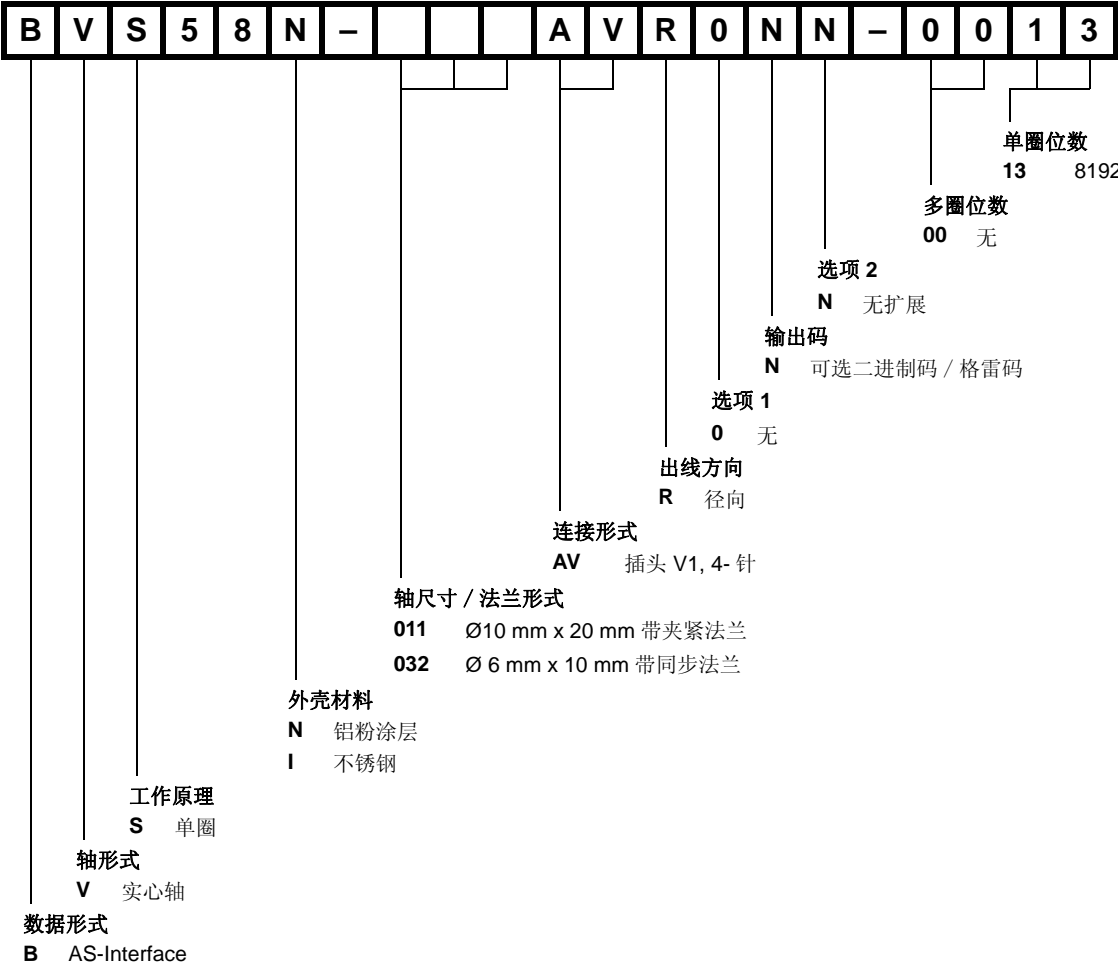 B V S 5 8 N – A V R 0 N N – 0 0 1 3
单圈位数
13 8192
多圈位数
00 无
选项 2
N 无扩展
输出码
N 可选二进制码 / 格雷码
选项 1
0 无
出线方向
R 径向
连接形式
AV 插头 V1, 4- 针
轴尺寸 / 法兰形式
011 Ø10 mm x 20 mm 带夹紧法兰
032 Ø 6 mm x 10 mm 带同步法兰
外壳材料
N 铝粉涂层
I 不锈钢
工作原理
S 单圈
轴形式
V 实心轴
数据形式
B AS-Interface